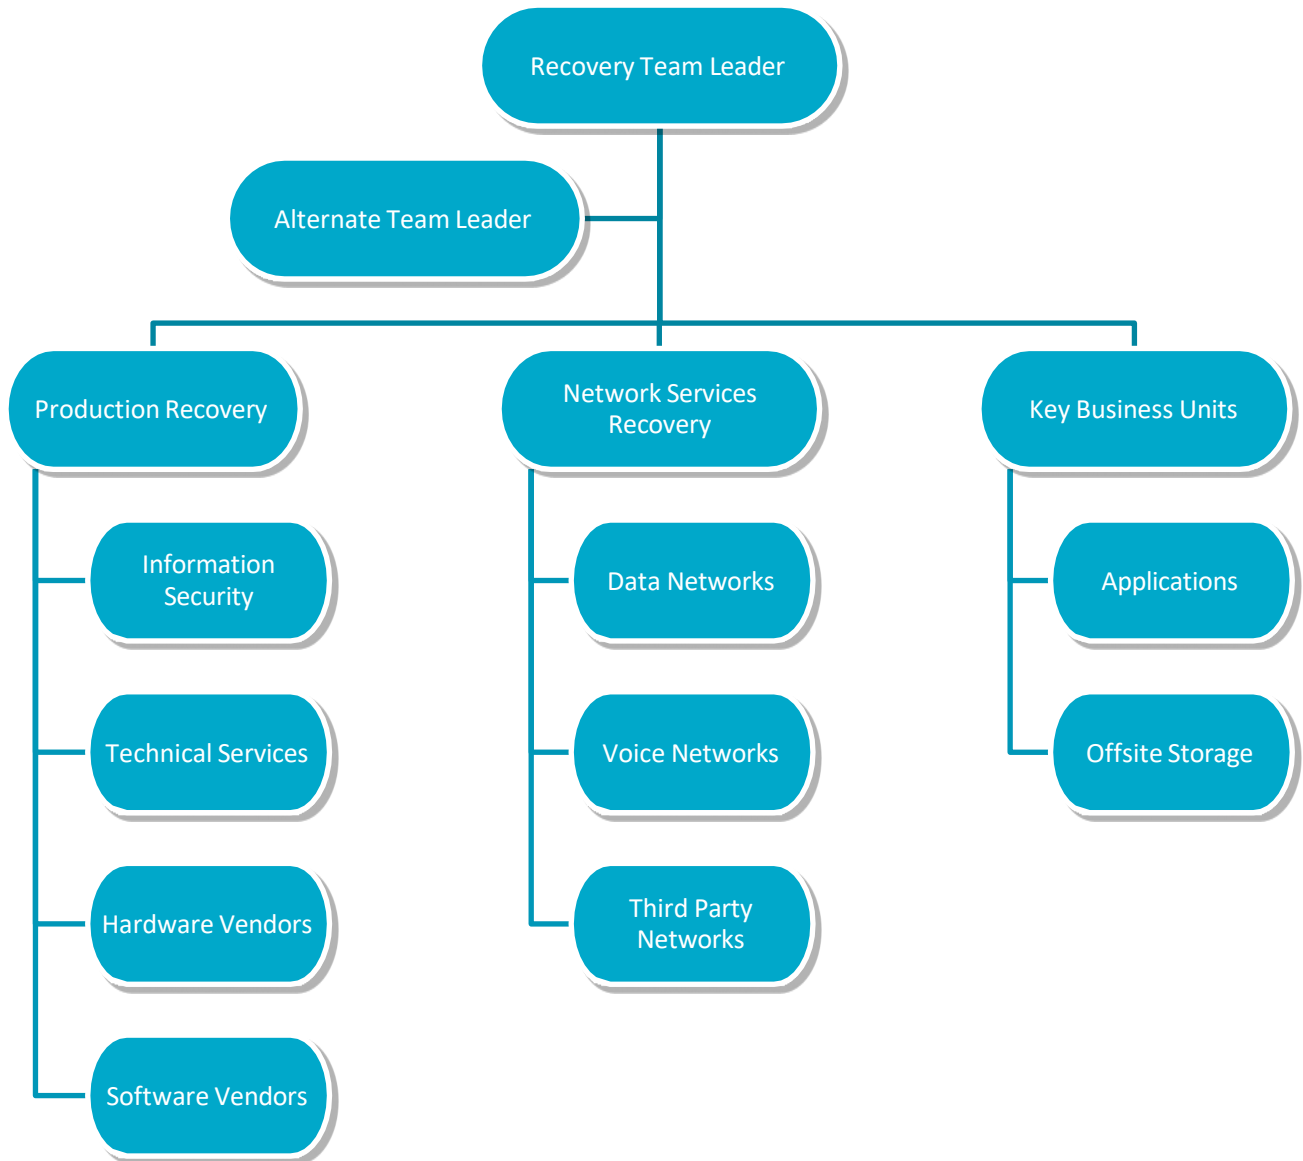 Recovery Team Leader
Alternate Team Leader
Production Recovery
Network Services
Recovery
Key Business Units
Information
Security
Data Networks
Applications
Technical Services
Voice Networks
Offsite Storage
Hardware Vendors
Third Party
Networks
Software Vendors